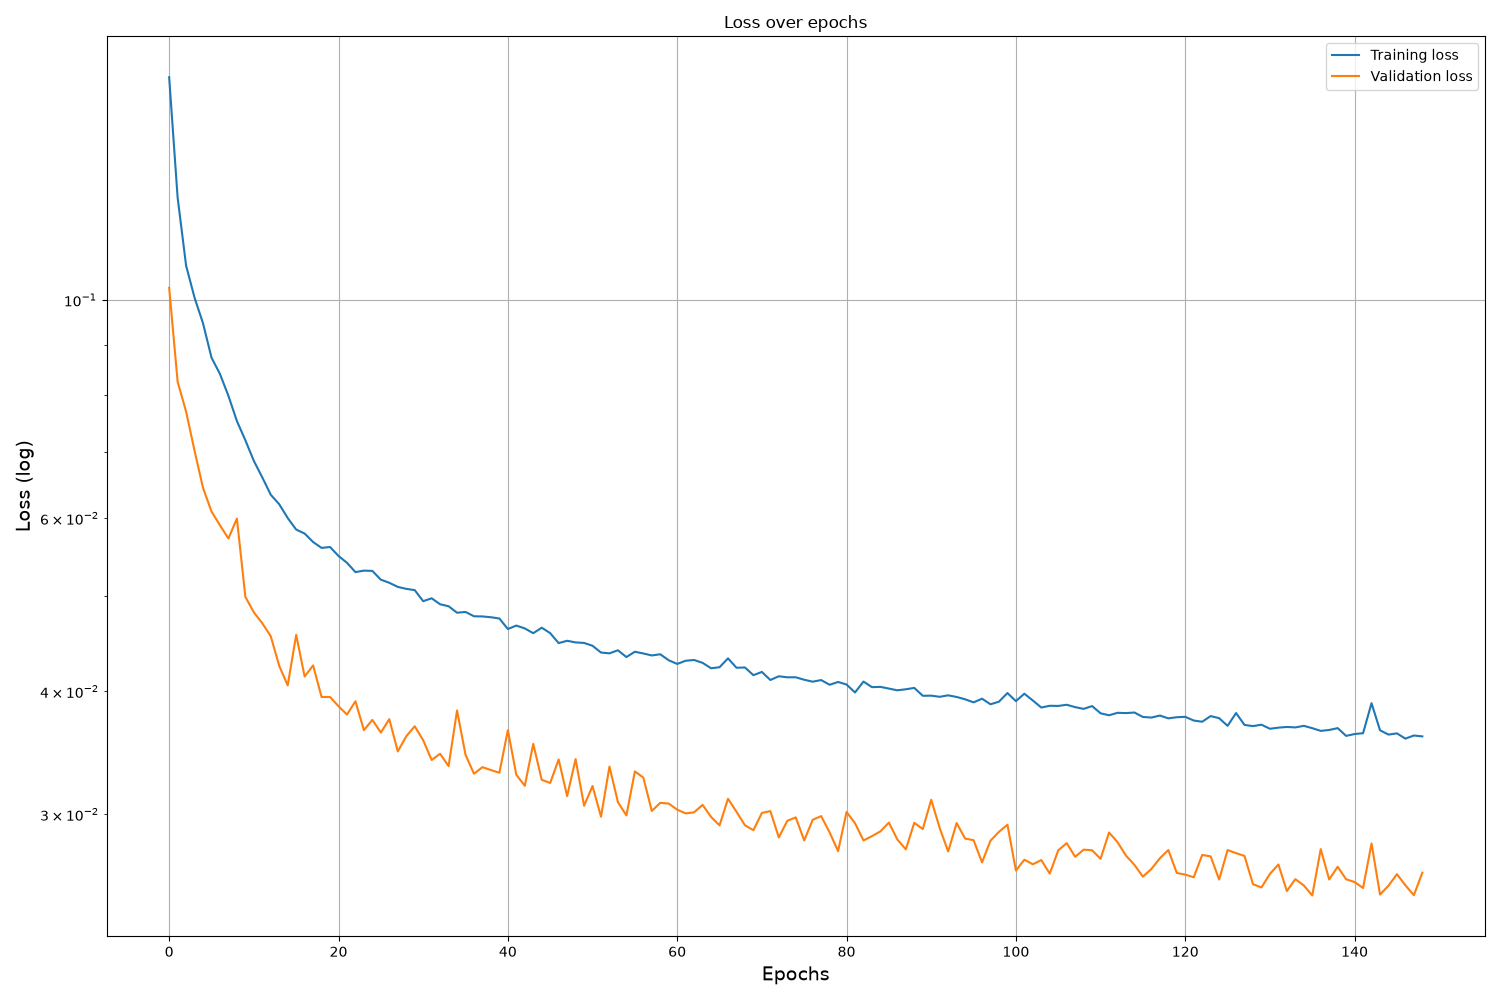 Loss over epochs
Training loss
Validation loss
Loss (log)
10⁻¹
6 × 10⁻²
4 × 10⁻²
3 × 10⁻²
0 20 40 60 80 100 120 140
Epochs